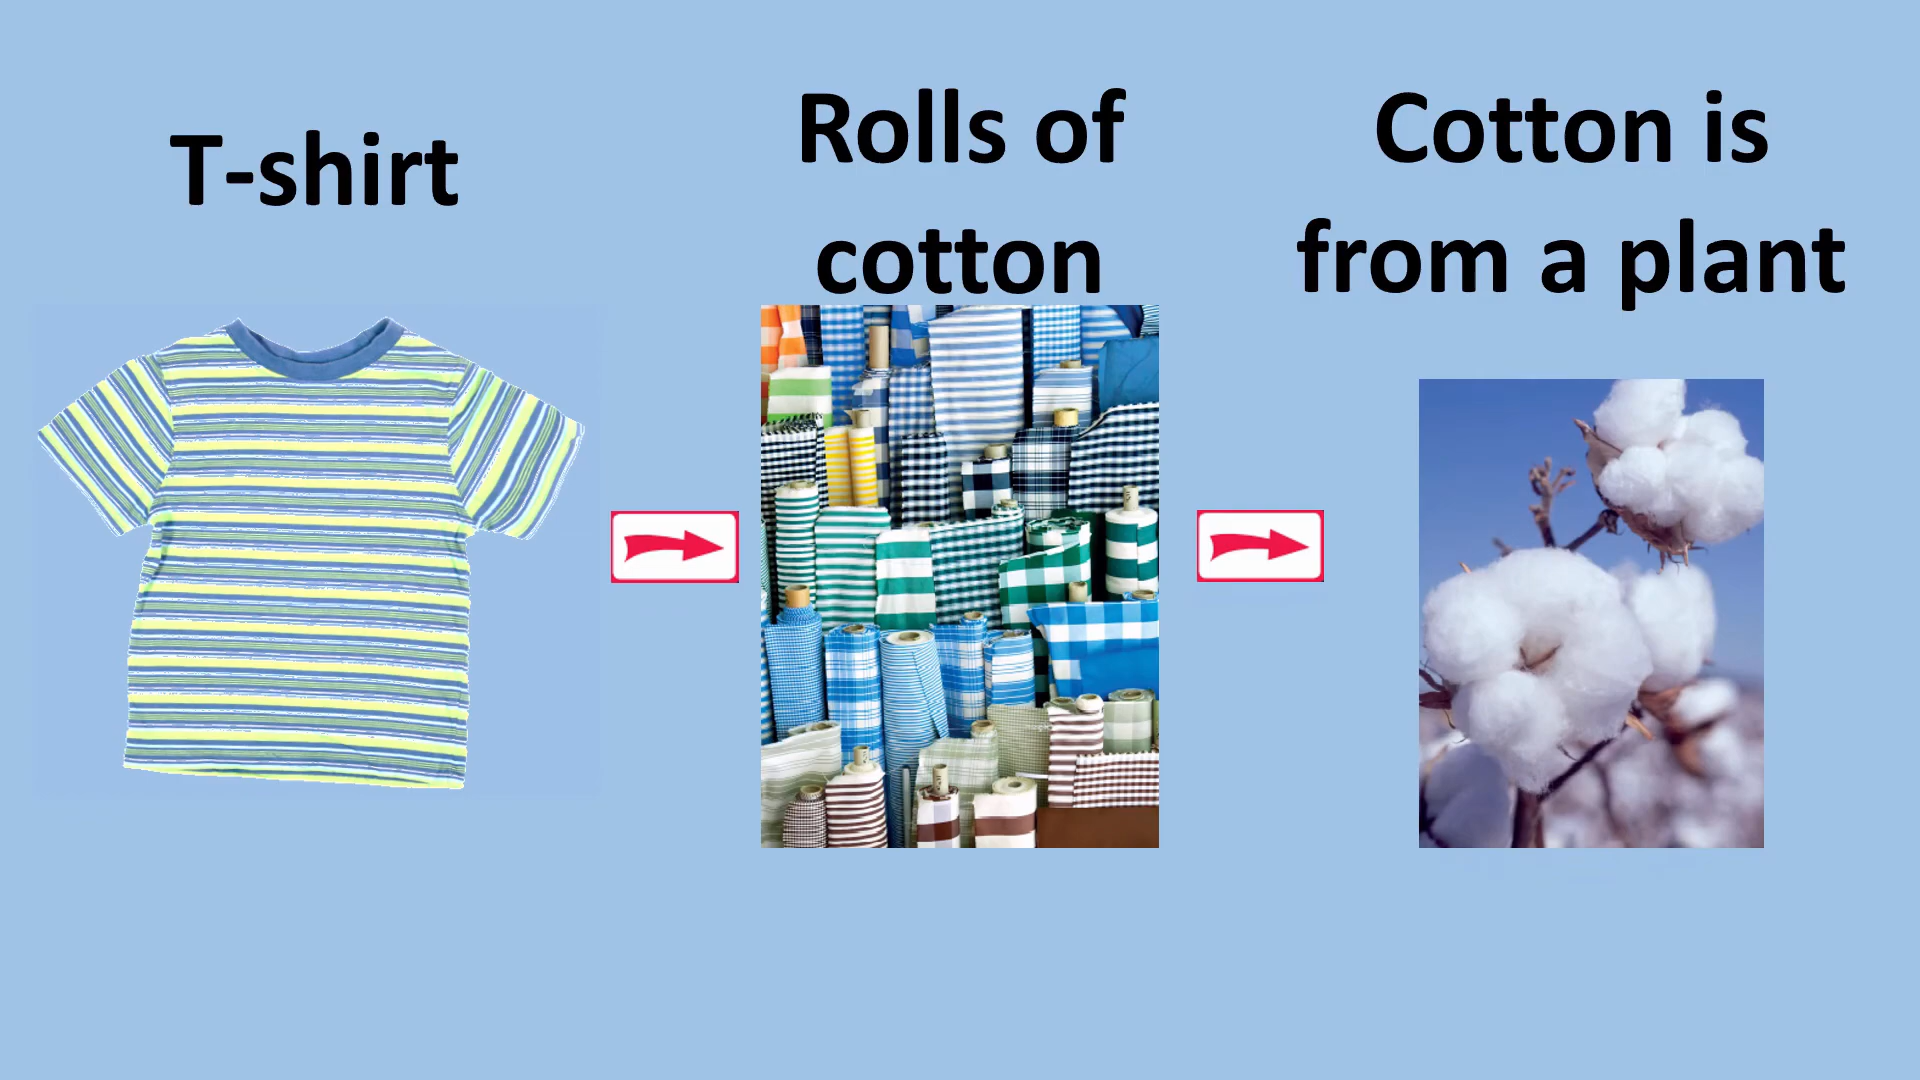 T-shirt
Rolls of
cotton
Cotton is
from a plant